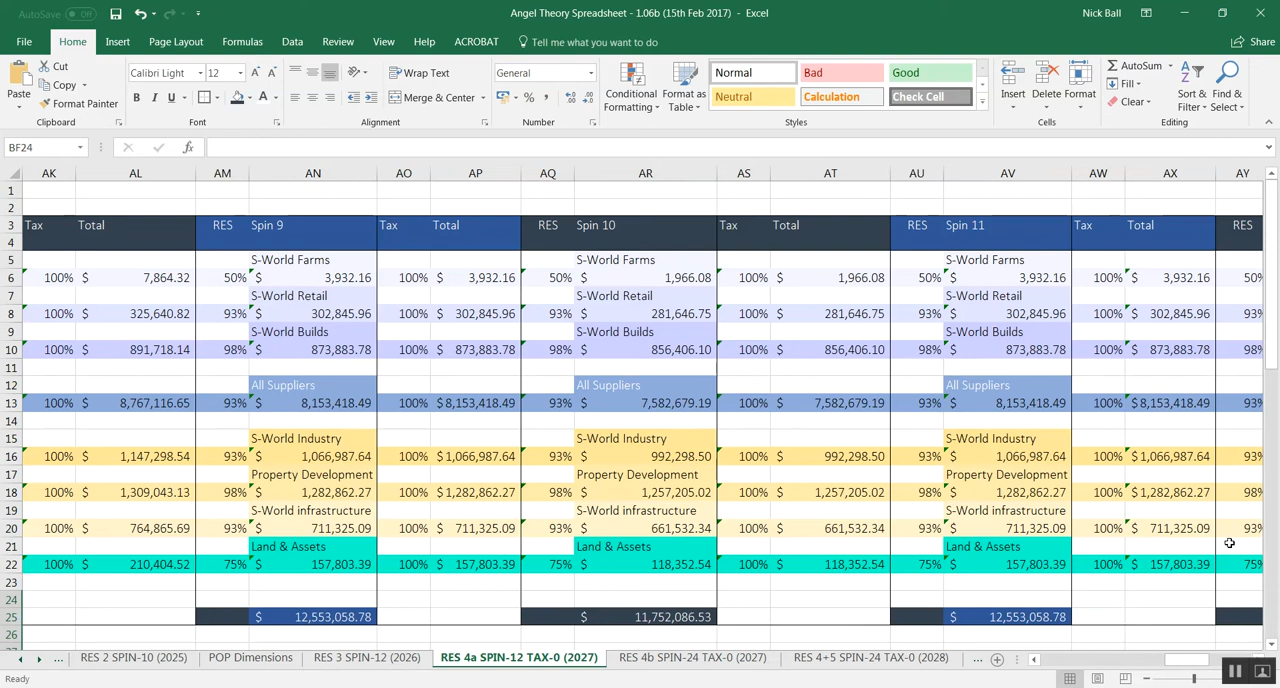 AutoSave Off
Angel Theory Spreadsheet - 1.06b (15th Feb 2017) - Excel
Nick Ball
File Home Insert Page Layout Formulas Data Review View Help ACROBAT Tell me what you want to do Share
Paste
Cut
Copy
Format Painter
Clipboard
Calibri Light 12
B I U
Font
Wrap Text
Merge & Center
Alignment
General
%
Number
Conditional Formatting
Format as Table
Normal Bad Good
Neutral Calculation Check Cell
Styles
Insert Delete Format
Cells
AutoSum
Fill
Clear
Sort & Filter
Find & Select
Editing
BF24 fx
AK AL AM AN AO AP AQ AR AS AT AU AV AW AX AY
1
2
3 Tax Total RES Spin 9 Tax Total RES Spin 10 Tax Total RES Spin 11 Tax Total RES
4
5 S-World Farms S-World Farms S-World Farms
6 100% $ 7,864.32 50% $ 3,932.16 100% $ 3,932.16 50% $ 1,966.08 100% $ 1,966.08 50% $ 3,932.16 100% $ 3,932.16 50%
7 S-World Retail S-World Retail S-World Retail
8 100% $ 325,640.82 93% $ 302,845.96 100% $ 302,845.96 93% $ 281,646.75 100% $ 281,646.75 93% $ 302,845.96 100% $ 302,845.96 93%
9 S-World Builds S-World Builds S-World Builds
10 100% $ 891,718.14 98% $ 873,883.78 100% $ 873,883.78 98% $ 856,406.10 100% $ 856,406.10 98% $ 873,883.78 100% $ 873,883.78 98%
11
12 All Suppliers All Suppliers All Suppliers
13 100% $ 8,767,116.65 93% $ 8,153,418.49 100% $ 8,153,418.49 93% $ 7,582,679.19 100% $ 7,582,679.19 93% $ 8,153,418.49 100% $ 8,153,418.49 93%
14
15 S-World Industry S-World Industry S-World Industry
16 100% $ 1,147,298.54 93% $ 1,066,987.64 100% $ 1,066,987.64 93% $ 992,298.50 100% $ 992,298.50 93% $ 1,066,987.64 100% $ 1,066,987.64 93%
17 Property Development Property Development Property Development
18 100% $ 1,309,043.13 98% $ 1,282,862.27 100% $ 1,282,862.27 98% $ 1,257,205.02 100% $ 1,257,205.02 98% $ 1,282,862.27 100% $ 1,282,862.27 98%
19 S-World infrastructure S-World infrastructure S-World infrastructure
20 100% $ 764,865.69 93% $ 711,325.09 100% $ 711,325.09 93% $ 661,532.34 100% $ 661,532.34 93% $ 711,325.09 100% $ 711,325.09 93%
21 Land & Assets Land & Assets Land & Assets
22 100% $ 210,404.52 75% $ 157,803.39 100% $ 157,803.39 75% $ 118,352.54 100% $ 118,352.54 75% $ 157,803.39 100% $ 157,803.39 75%
23
24
25 $ 12,553,058.78 $ 11,752,086.53 $ 12,553,058.78
26
... RES 2 SPIN-10 (2025) POP Dimensions RES 3 SPIN-12 (2026) RES 4a SPIN-12 TAX-0 (2027) RES 4b SPIN-24 TAX-0 (2027) RES 4+5 SPIN-24 TAX-0 (2028) ...
Ready